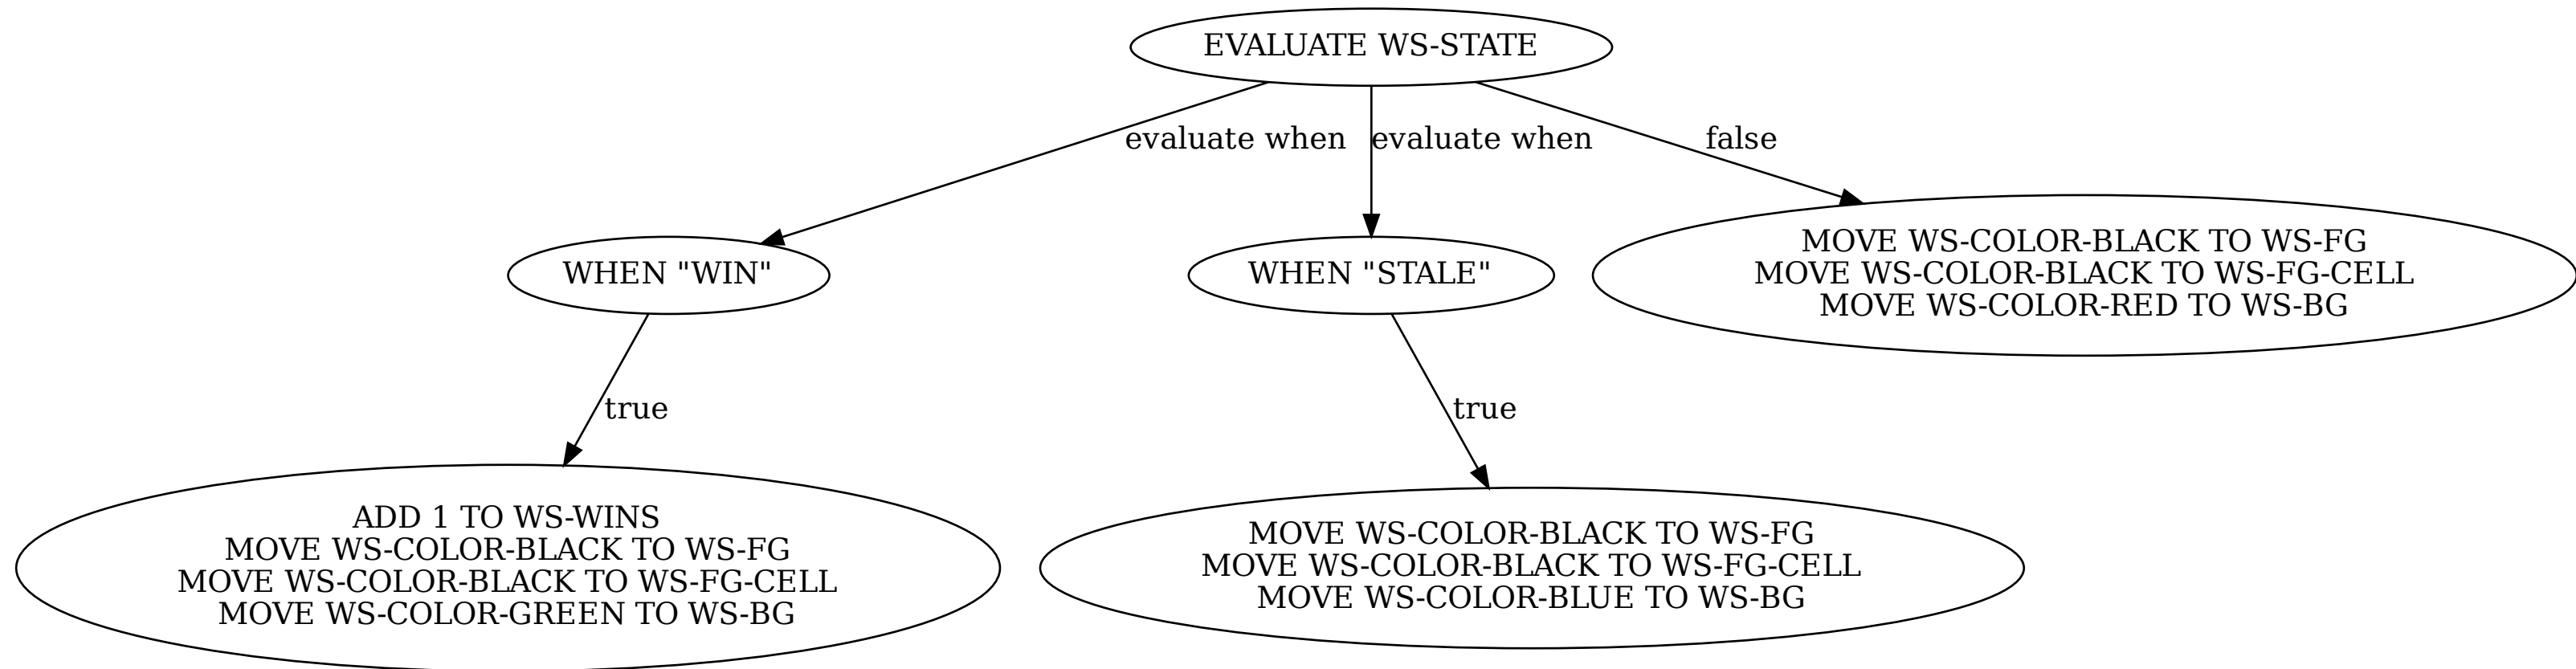 EVALUATE WS-STATE
evaluate when
evaluate when
false
WHEN "WIN"
WHEN "STALE"
MOVE WS-COLOR-BLACK TO WS-FG
MOVE WS-COLOR-BLACK TO WS-FG-CELL
MOVE WS-COLOR-RED TO WS-BG
true
true
ADD 1 TO WS-WINS
MOVE WS-COLOR-BLACK TO WS-FG
MOVE WS-COLOR-BLACK TO WS-FG-CELL
MOVE WS-COLOR-GREEN TO WS-BG
MOVE WS-COLOR-BLACK TO WS-FG
MOVE WS-COLOR-BLACK TO WS-FG-CELL
MOVE WS-COLOR-BLUE TO WS-BG